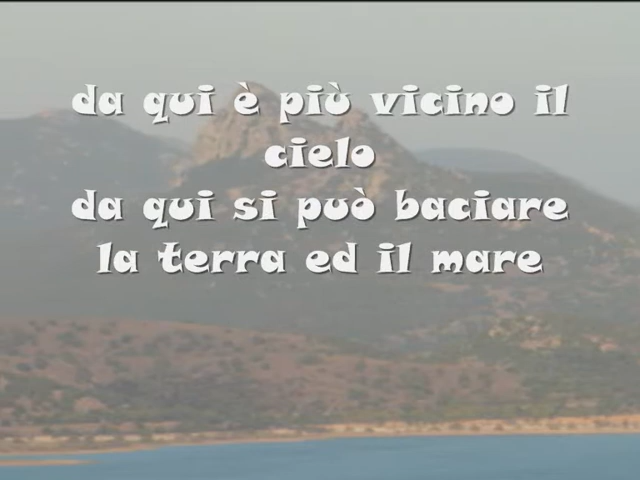 da qui è più vicino il
cielo
da qui si può baciare
la terra ed il mare